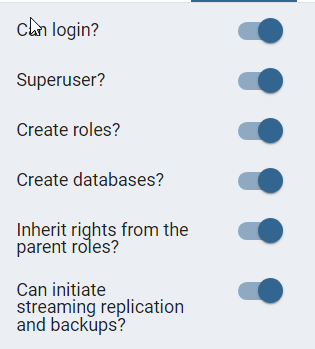 Can login?
Superuser?
Create roles?
Create databases?
Inherit rights from the
parent roles?
Can initiate
streaming replication
and backups?